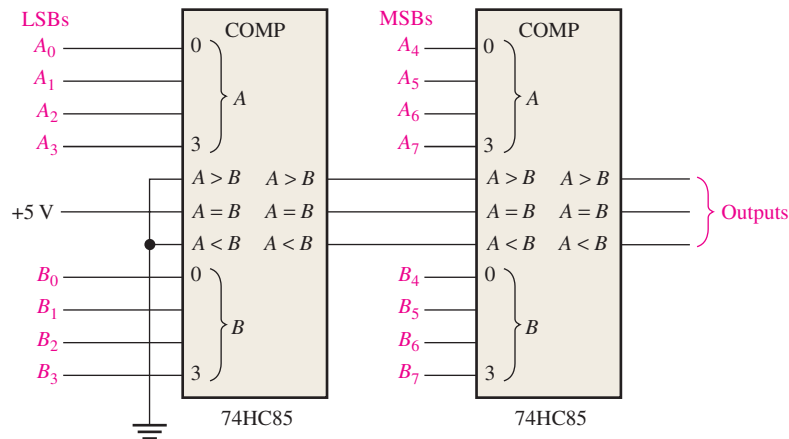 LSBs
A0
A1
A2
A3
+5 V
B0
B1
B2
B3
COMP
0
A
3
A > B A > B
A = B A = B
A < B A < B
0
B
3
74HC85
MSBs
A4
A5
A6
A7
B4
B5
B6
B7
COMP
0
A
3
A > B A > B
A = B A = B
A < B A < B
0
B
3
74HC85
Outputs